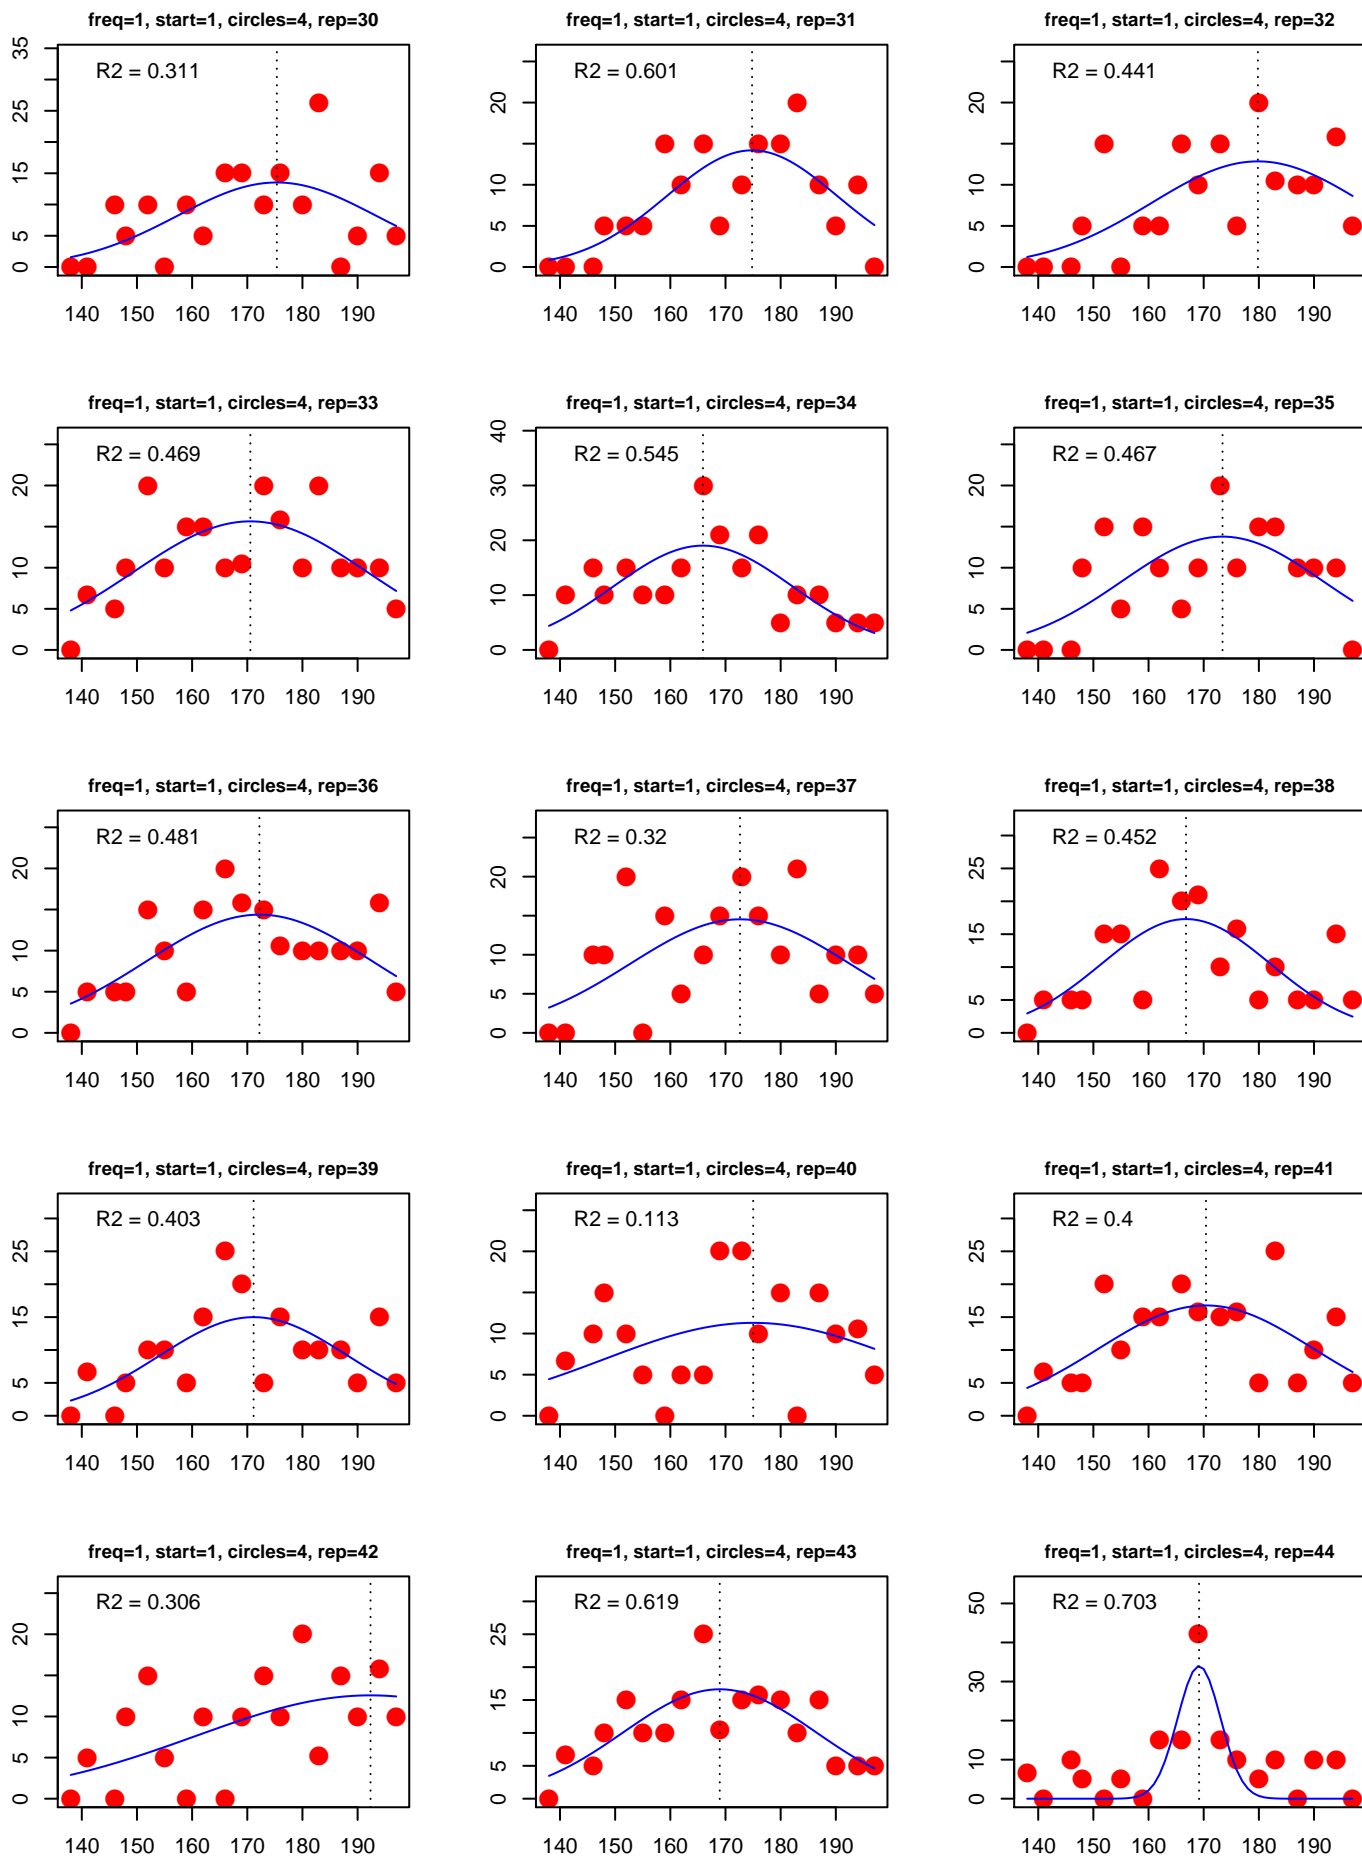 freq=1, start=1, circles=4, rep=30
R2 = 0.311
0 5 15 25 35
140 150 160 170 180 190
freq=1, start=1, circles=4, rep=31
R2 = 0.601
0 5 10 20
140 150 160 170 180 190
freq=1, start=1, circles=4, rep=32
R2 = 0.441
0 5 10 20
140 150 160 170 180 190
freq=1, start=1, circles=4, rep=33
R2 = 0.469
0 5 10 20
140 150 160 170 180 190
freq=1, start=1, circles=4, rep=34
R2 = 0.545
0 10 20 30 40
140 150 160 170 180 190
freq=1, start=1, circles=4, rep=35
R2 = 0.467
0 5 10 20
140 150 160 170 180 190
freq=1, start=1, circles=4, rep=36
R2 = 0.481
0 5 10 20
140 150 160 170 180 190
freq=1, start=1, circles=4, rep=37
R2 = 0.32
0 5 10 20
140 150 160 170 180 190
freq=1, start=1, circles=4, rep=38
R2 = 0.452
0 5 15 25
140 150 160 170 180 190
freq=1, start=1, circles=4, rep=39
R2 = 0.403
0 5 15 25
140 150 160 170 180 190
freq=1, start=1, circles=4, rep=40
R2 = 0.113
0 5 10 20
140 150 160 170 180 190
freq=1, start=1, circles=4, rep=41
R2 = 0.4
0 5 15 25
140 150 160 170 180 190
freq=1, start=1, circles=4, rep=42
R2 = 0.306
0 5 10 20
140 150 160 170 180 190
freq=1, start=1, circles=4, rep=43
R2 = 0.619
0 5 15 25
140 150 160 170 180 190
freq=1, start=1, circles=4, rep=44
R2 = 0.703
0 10 30 50
140 150 160 170 180 190